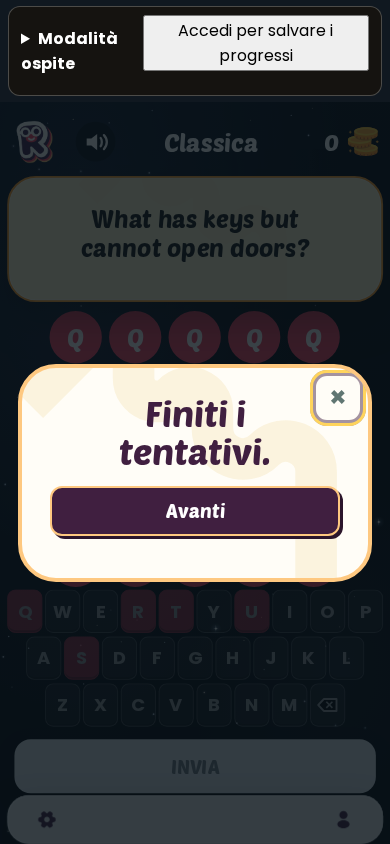 ▶ Modalità
ospite
Accedi per salvare i
progressi
Classica
0
What has keys but
cannot open doors?
Q Q Q Q Q
Finiti i
tentativi.
Avanti
Q W E R T Y U I O P
A S D F G H J K L
Z X C V B N M
INVIA